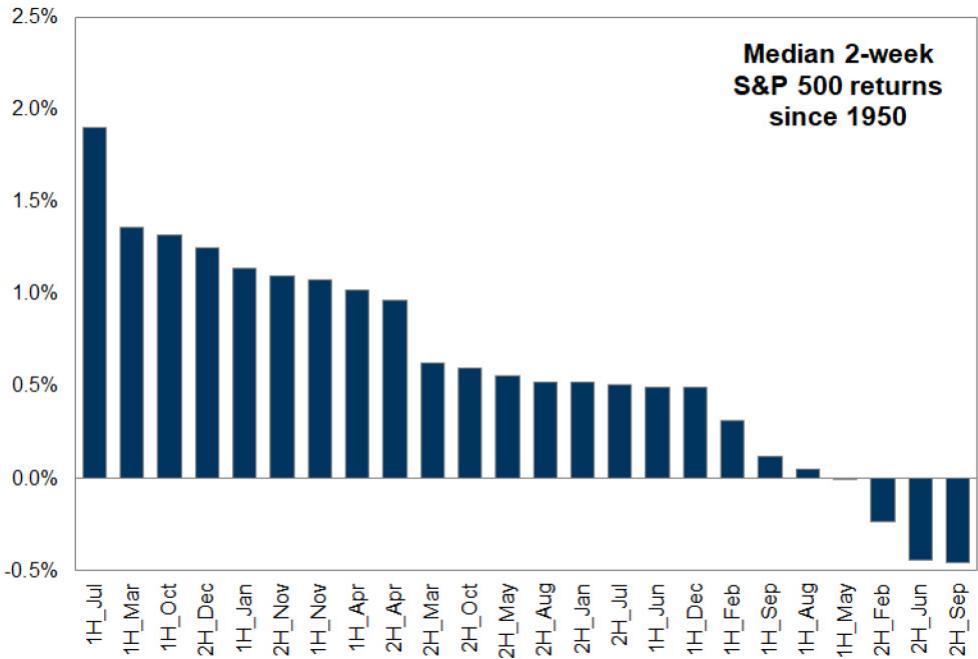 2.5%
Median 2-week
S&P 500 returns
since 1950
2.0%
1.5%
1.0%
0.5%
0.0%
-0.5%
1H_Jul
1H_Mar
1H_Oct
2H_Dec
1H_Jan
2H_Nov
1H_Nov
1H_Apr
2H_Apr
2H_Mar
2H_Oct
2H_May
2H_Aug
2H_Jan
2H_Jul
1H_Jun
1H_Dec
1H_Feb
1H_Sep
1H_Aug
1H_May
2H_Feb
2H_Jun
2H_Sep